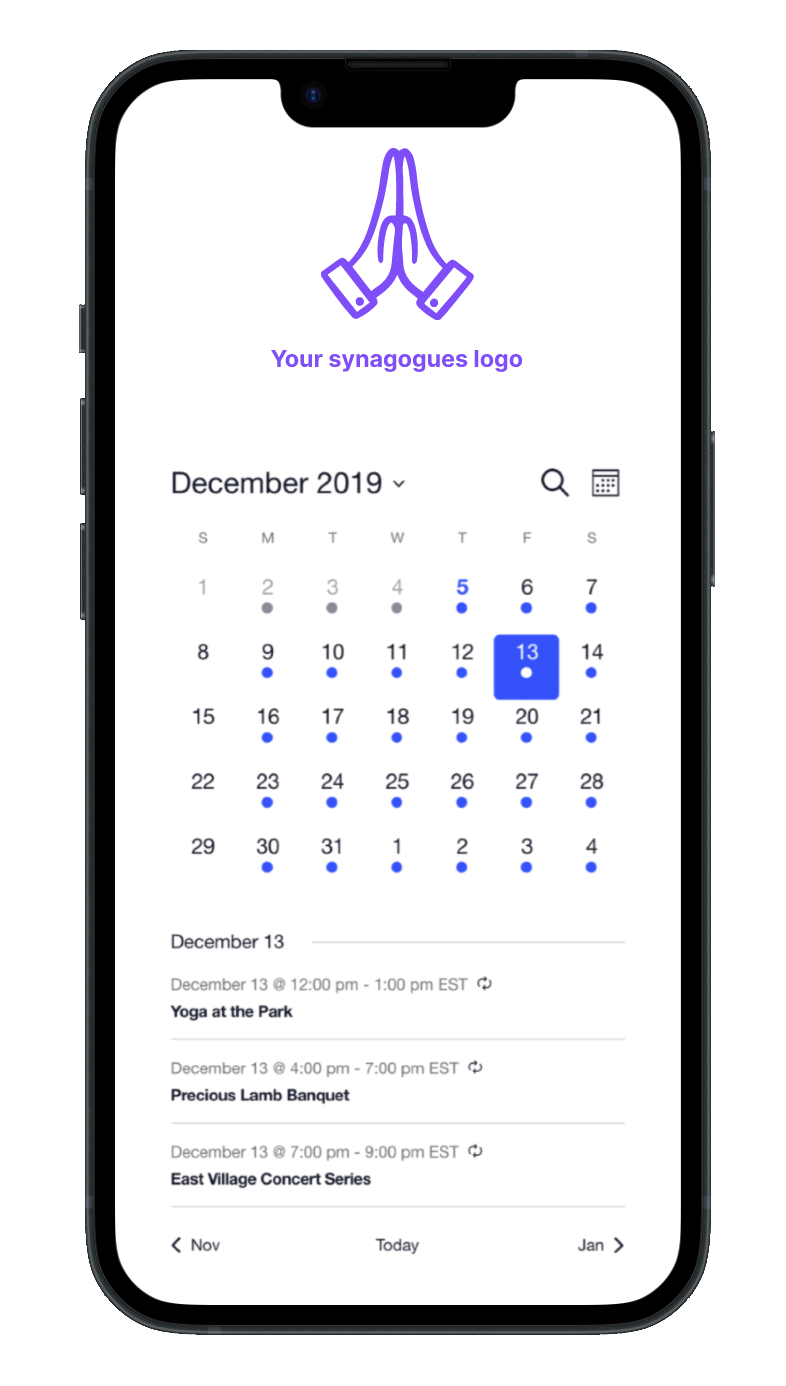 Your synagogues logo
December 2019
S M T W T F S
1 2 3 4 5 6 7
8 9 10 11 12 13 14
15 16 17 18 19 20 21
22 23 24 25 26 27 28
29 30 31 1 2 3 4
December 13
December 13 @ 12:00 pm - 1:00 pm EST
Yoga at the Park
December 13 @ 4:00 pm - 7:00 pm EST
Precious Lamb Banquet
December 13 @ 7:00 pm - 9:00 pm EST
East Village Concert Series
Nov Today Jan